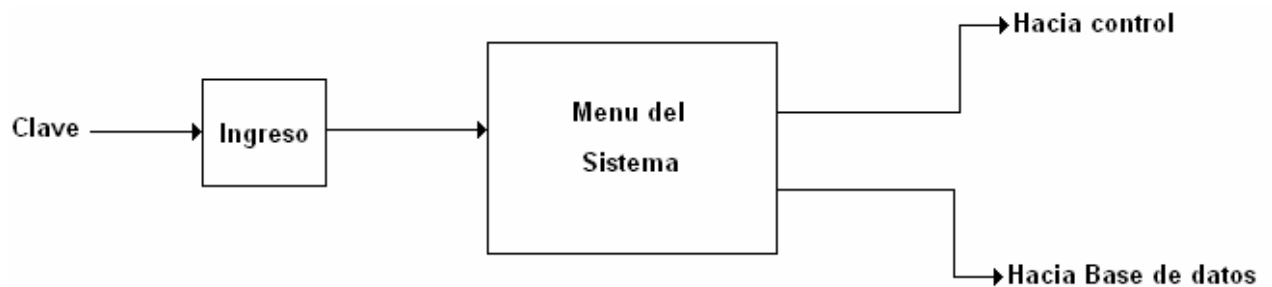 Clave
Ingreso
Menu del
Sistema
Hacia control
Hacia Base de datos